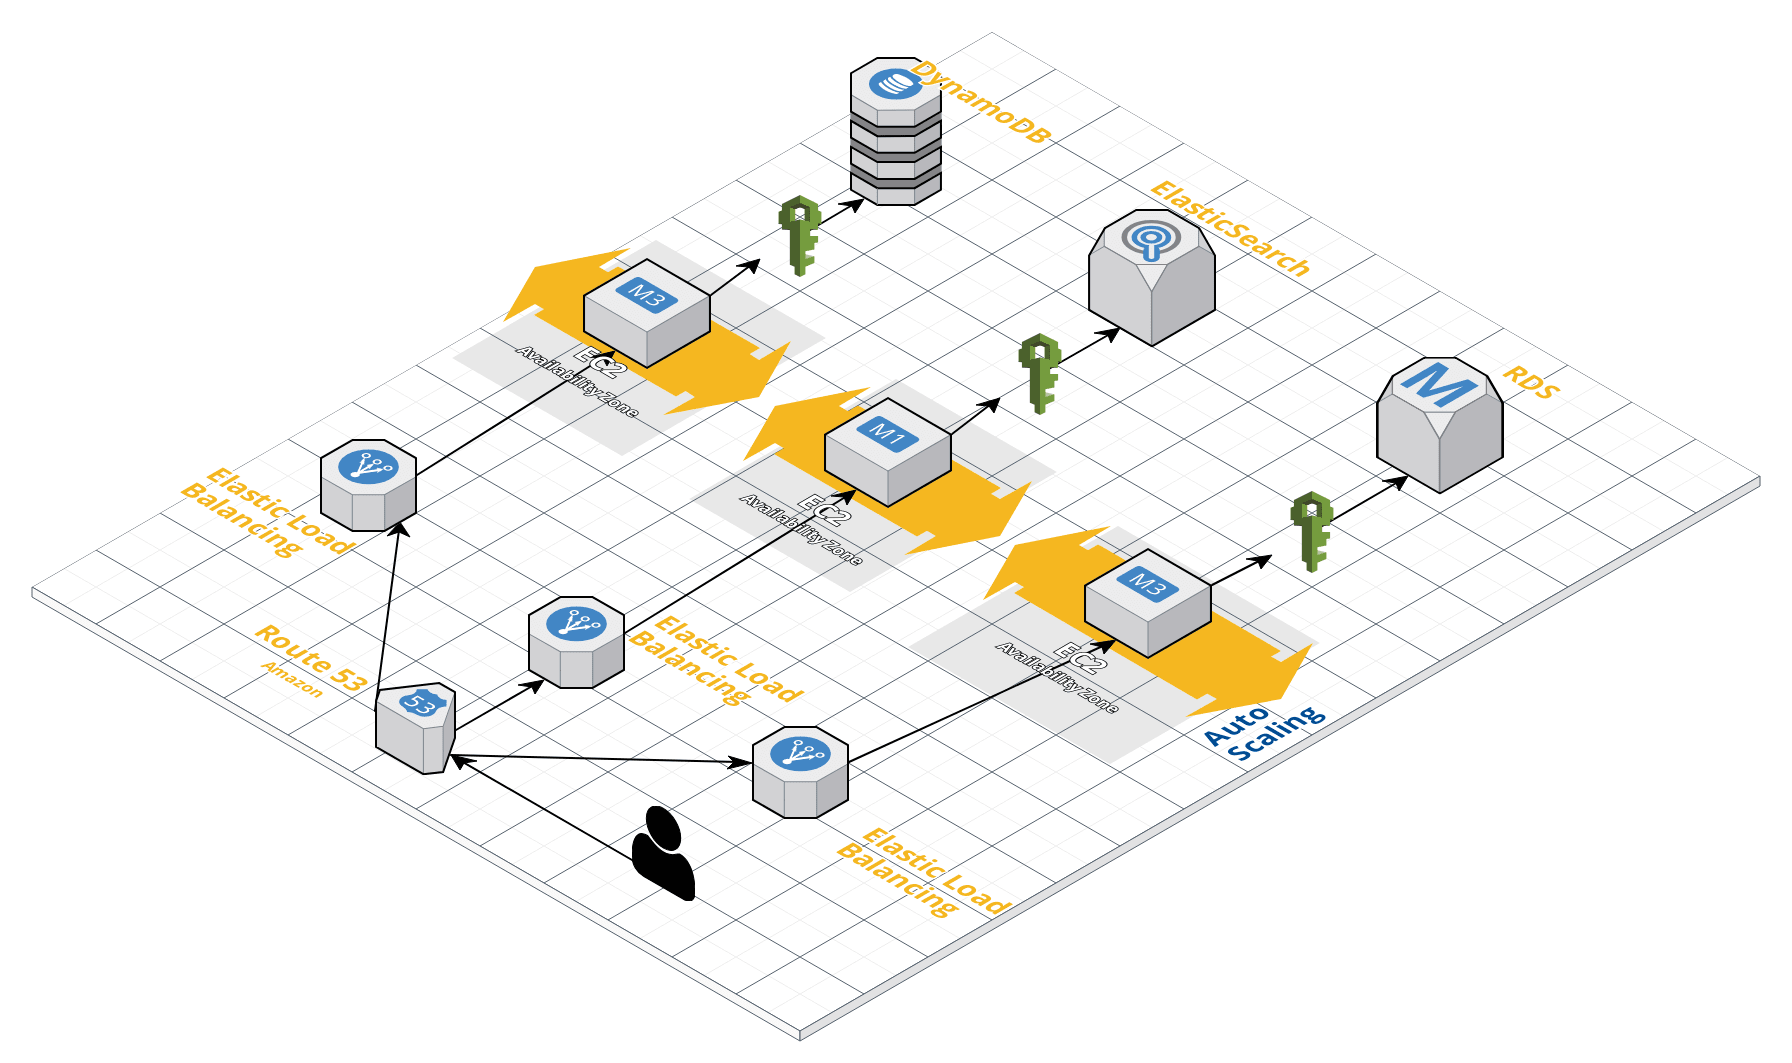 DynamoDB
ElasticSearch
M3
EC2
Availability Zone
RDS
M
M1
EC2
Availability Zone
Elastic Load
Balancing
M3
EC2
Availability Zone
Route 53
Amazon
53
Elastic Load
Balancing
Auto
Scaling
Elastic Load
Balancing